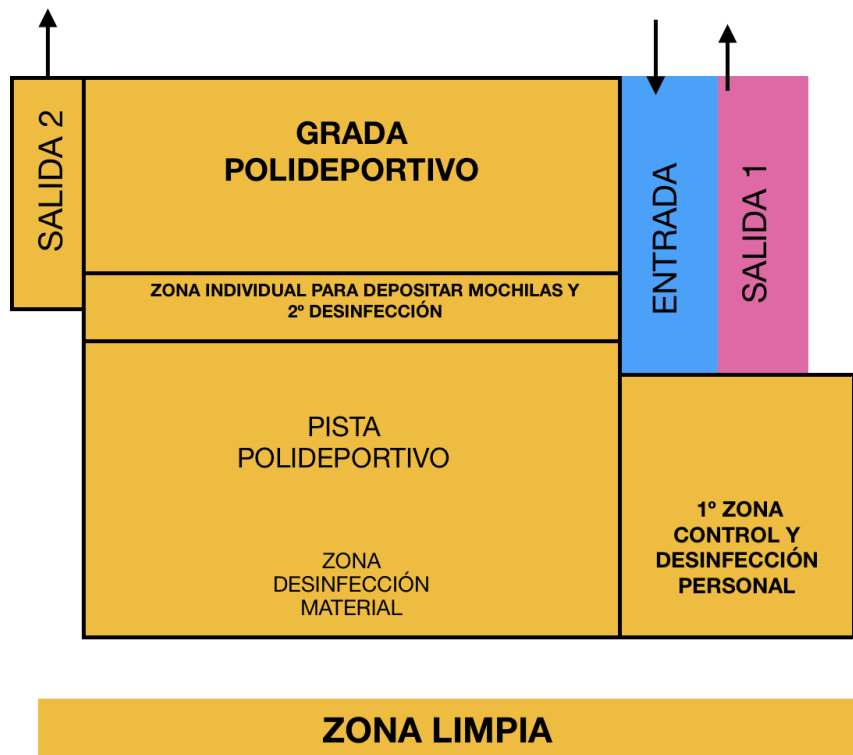 SALIDA 2
GRADA
POLIDEPORTIVO
ENTRADA
SALIDA 1
ZONA INDIVIDUAL PARA DEPOSITAR MOCHILAS Y
2º DESINFECCIÓN
PISTA
POLIDEPORTIVO
ZONA
DESINFECCIÓN
MATERIAL
1º ZONA
CONTROL Y
DESINFECCIÓN
PERSONAL
ZONA LIMPIA